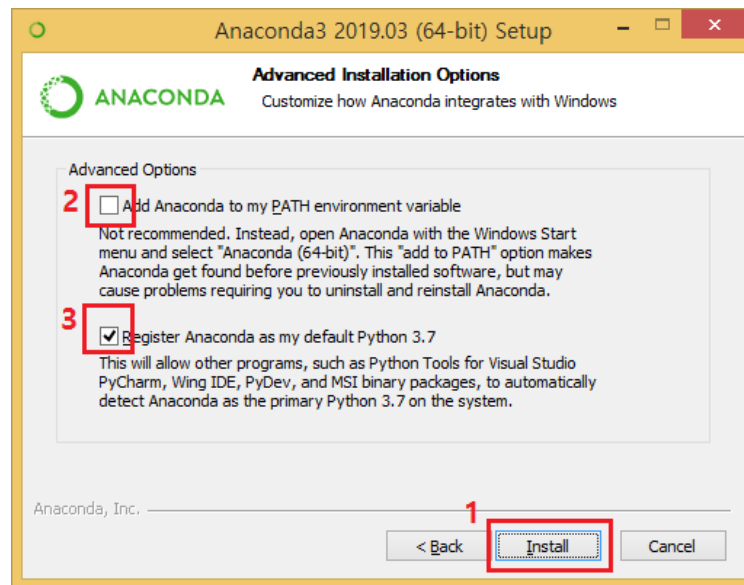 Anaconda3 2019.03 (64-bit) Setup
ANACONDA
Advanced Installation Options
Customize how Anaconda integrates with Windows
Advanced Options
2
Add Anaconda to my PATH environment variable
Not recommended. Instead, open Anaconda with the Windows Start
menu and select "Anaconda (64-bit)". This "add to PATH" option makes
Anaconda get found before previously installed software, but may
cause problems requiring you to uninstall and reinstall Anaconda.
3
Register Anaconda as my default Python 3.7
This will allow other programs, such as Python Tools for Visual Studio
PyCharm, Wing IDE, PyDev, and MSI binary packages, to automatically
detect Anaconda as the primary Python 3.7 on the system.
Anaconda, Inc.
1
< Back
Install
Cancel